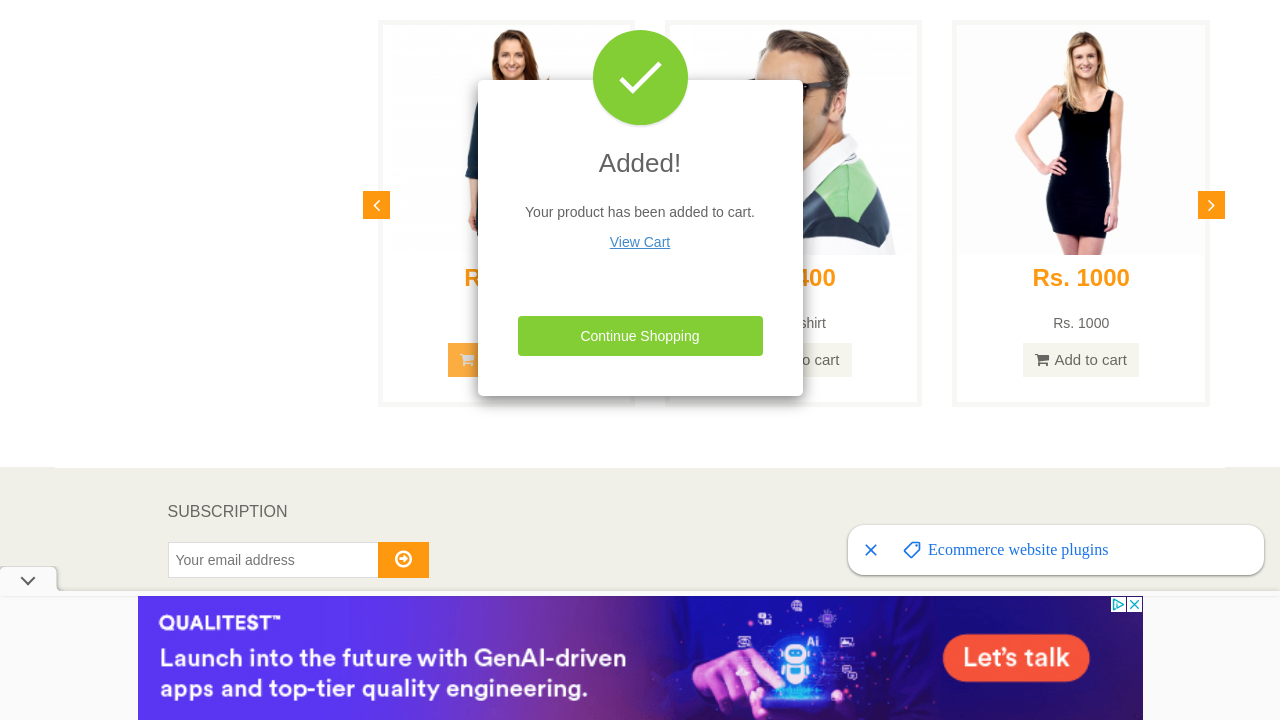 Added!
Your product has been added to cart.
View Cart
Continue Shopping
R
400
Rs. 1000
shirt
Rs. 1000
o cart
Add to cart
SUBSCRIPTION
Your email address
Ecommerce website plugins
QUALITEST™
Launch into the future with GenAI-driven
apps and top-tier quality engineering.
Ai
Let's talk